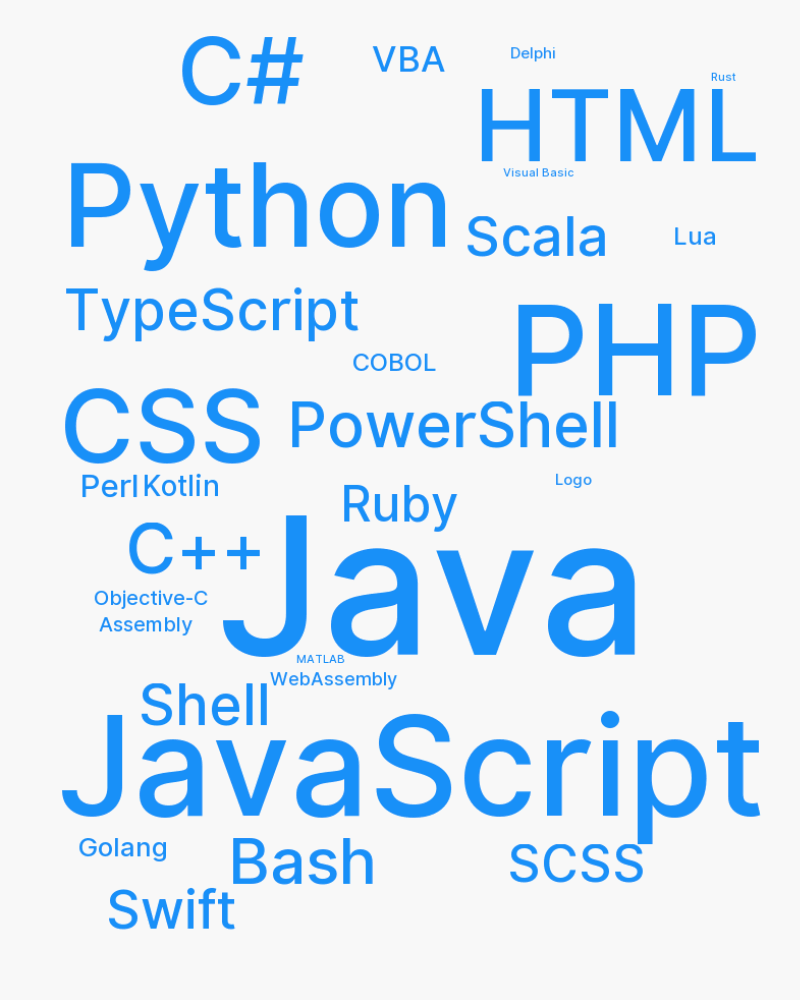 C#
VBA
Delphi
Rust
HTML
Visual Basic
Python
Scala
Lua
TypeScript
PHP
COBOL
CSS
PowerShell
Perl
Kotlin
Logo
Ruby
C++
Java
Objective-C
Assembly
MATLAB
WebAssembly
Shell
JavaScript
Golang
Bash
SCSS
Swift